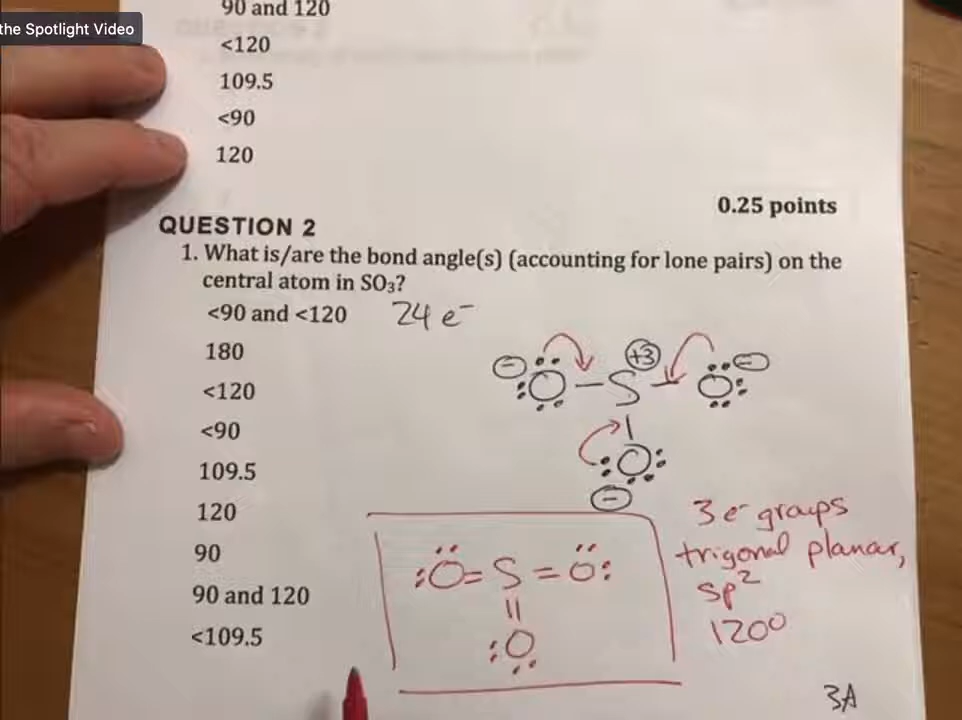 the Spotlight Video
90 and 120
<120
109.5
<90
120
0.25 points
QUESTION 2
1. What is/are the bond angle(s) (accounting for lone pairs) on the
central atom in SO₃?
<90 and <120
24 e⁻
180
<120
<90
109.5
120
90
90 and 120
<109.5
O − S − O
+3
O
O = S = O
||
O
3 e⁻ groups
trigonal planar,
sp²
120°
3A